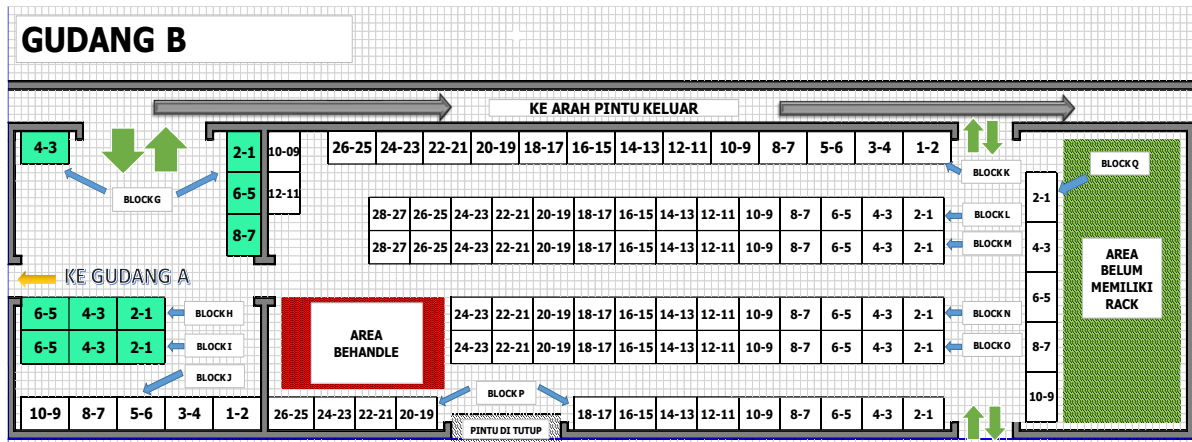 GUDANG B
KE ARAH PINTU KELUAR
4-3
2-1
10-09
26-25 24-23 22-21 20-19 18-17 16-15 14-13 12-11 10-9 8-7 5-6 3-4 1-2
BLOCK G
6-5
12-11
BLOCK K
BLOCK Q
8-7
28-27 26-25 24-23 22-21 20-19 18-17 16-15 14-13 12-11 10-9 8-7 6-5 4-3 2-1
BLOCK L
28-27 26-25 24-23 22-21 20-19 18-17 16-15 14-13 12-11 10-9 8-7 6-5 4-3 2-1
BLOCK M
2-1
4-3
6-5
8-7
10-9
AREA
BELUM
MEMILIKI
RACK
KE GUDANG A
6-5 4-3 2-1
BLOCK H
6-5 4-3 2-1
BLOCK I
BLOCK J
10-9 8-7 5-6 3-4 1-2
AREA
BEHANDLE
24-23 22-21 20-19 18-17 16-15 14-13 12-11 10-9 8-7 6-5 4-3 2-1
BLOCK N
24-23 22-21 20-19 18-17 16-15 14-13 12-11 10-9 8-7 6-5 4-3 2-1
BLOCK O
BLOCK P
26-25 24-23 22-21 20-19
18-17 16-15 14-13 12-11 10-9 8-7 6-5 4-3 2-1
PINTU DI TUTUP